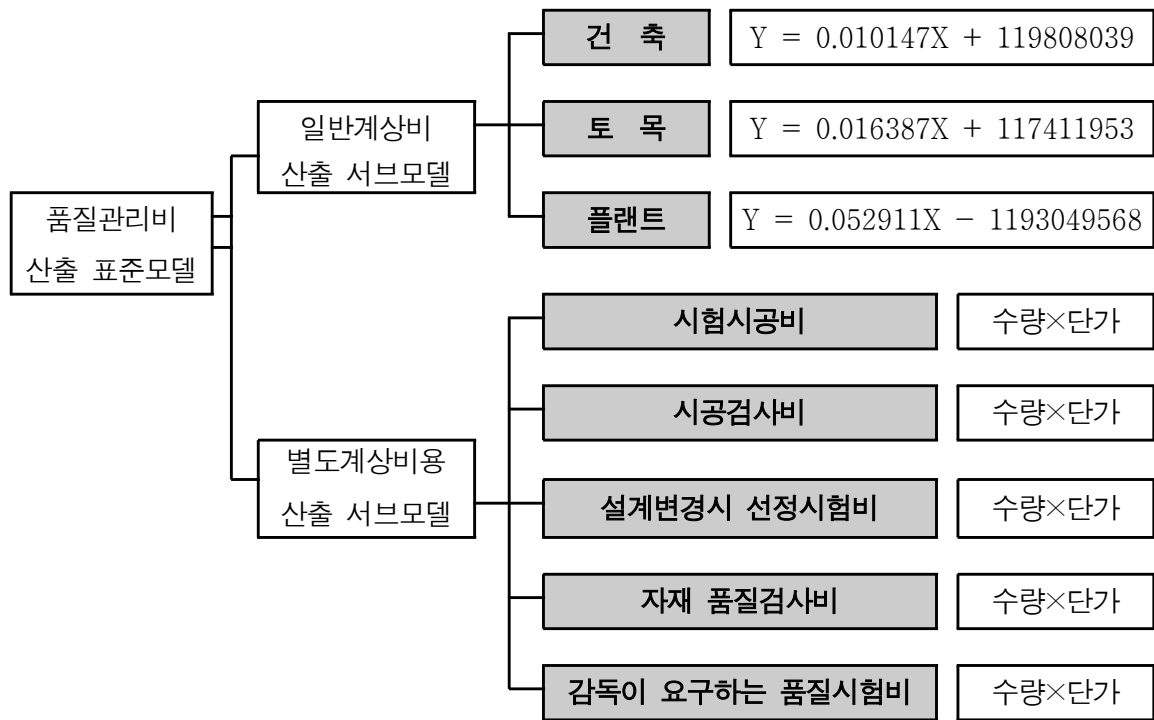 건 축
Y = 0.010147X + 119808039
일반계상비
산출 서브모델
토 목
Y = 0.016387X + 117411953
품질관리비
산출 표준모델
플랜트
Y = 0.052911X - 1193049568
시험시공비
수량×단가
시공검사비
수량×단가
별도계상비용
산출 서브모델
설계변경시 선정시험비
수량×단가
자재 품질검사비
수량×단가
감독이 요구하는 품질시험비
수량×단가